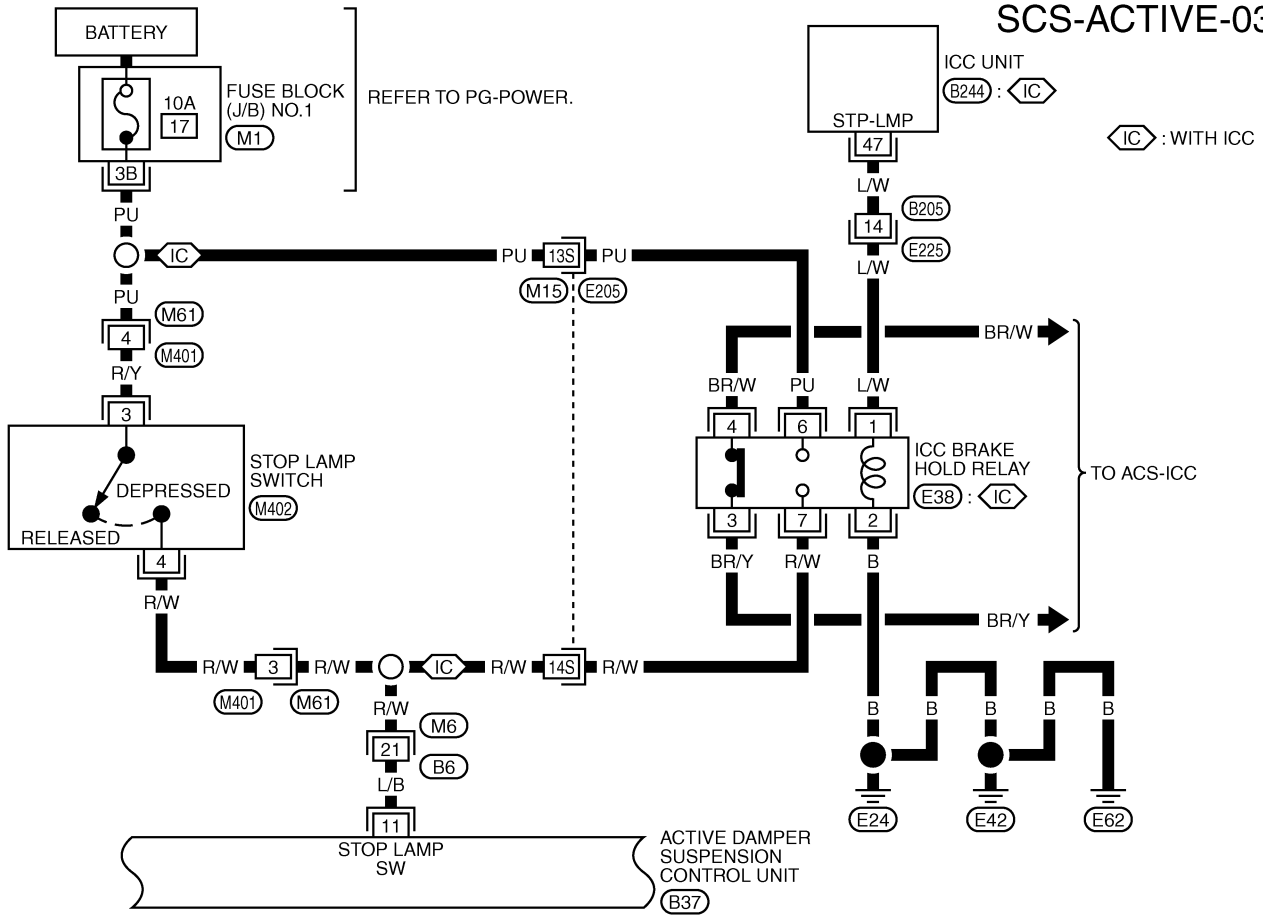 SCS-ACTIVE-03
BATTERY
FUSE BLOCK
(J/B) NO.1
M1
10A
17
3B
REFER TO PG-POWER.
ICC UNIT
B244 : IC
STP-LMP
47
IC : WITH ICC
L/W
B205
14
E225
L/W
PU
IC
PU
13S
PU
M15
E205
PU
M61
4
M401
R/Y
3
STOP LAMP
SWITCH
M402
DEPRESSED
RELEASED
4
R/W
BR/W
BR/W
PU
L/W
4
6
1
ICC BRAKE
HOLD RELAY
E38 : IC
TO ACS-ICC
3
7
2
BR/Y
R/W
B
BR/Y
R/W
3
R/W
IC
R/W
14S
R/W
M401
M61
R/W
M6
21
B6
L/B
11
STOP LAMP
SW
ACTIVE DAMPER
SUSPENSION
CONTROL UNIT
B37
B
B
B
B
B
E24
E42
E62